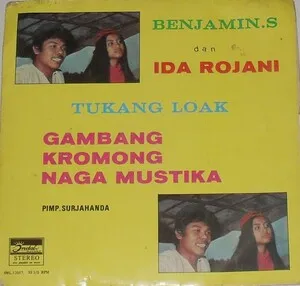 BENJAMIN.S
dan
IDA ROJANI
TUKANG LOAK
GAMBANG
KROMONG
NAGA MUSTIKA
PIMP. SURJAHANDA
STEREO